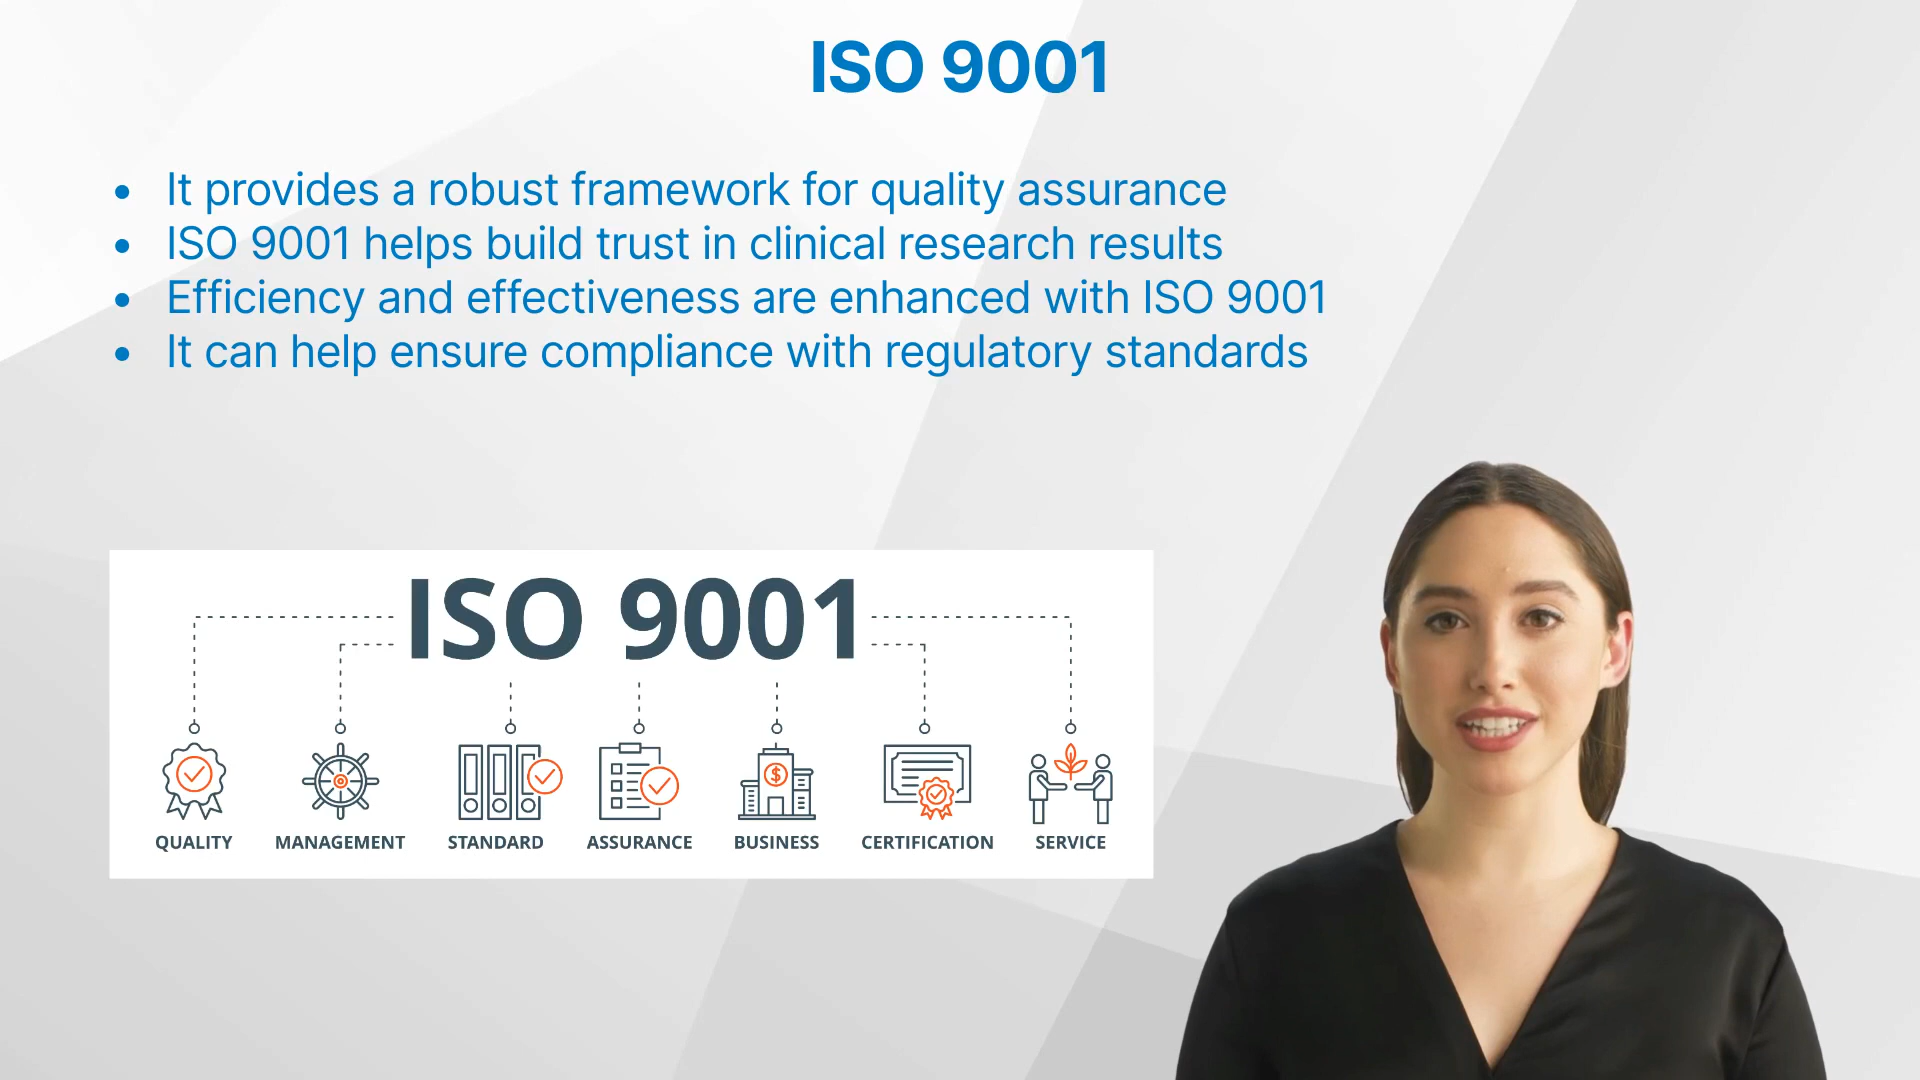 ISO 9001
• It provides a robust framework for quality assurance
• ISO 9001 helps build trust in clinical research results
• Efficiency and effectiveness are enhanced with ISO 9001
• It can help ensure compliance with regulatory standards
ISO 9001
QUALITY MANAGEMENT STANDARD ASSURANCE BUSINESS CERTIFICATION SERVICE